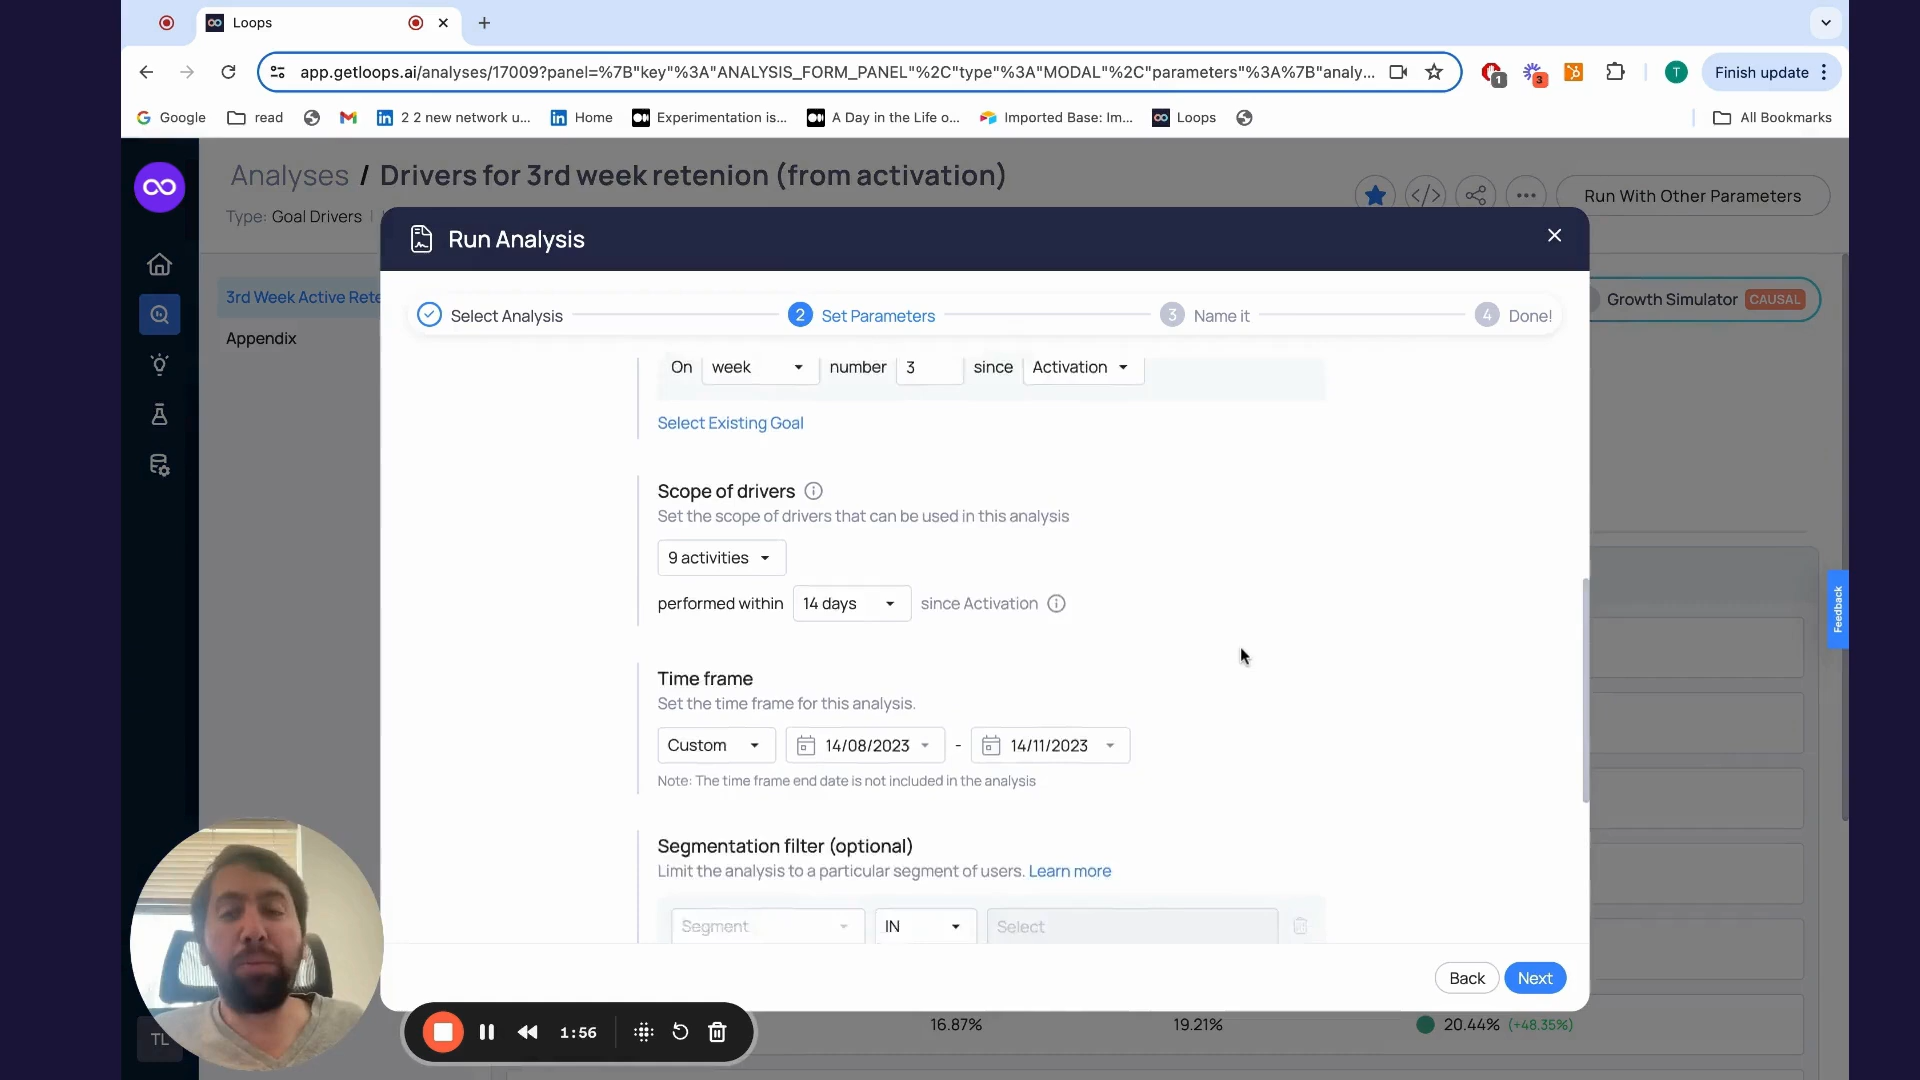 Loops
app.getloops.ai/analyses/17009?panel=%7B"key"%3A"ANALYSIS_FORM_PANEL"%2C"type"%3A"MODAL"%2C"parameters"%3A%7B"analy...
1
3
T
Finish update
Google
read
2 2 new network u...
Home
Experimentation is...
A Day in the Life o...
Imported Base: Im...
Loops
All Bookmarks
Analyses / Drivers for 3rd week retenion (from activation)
Type: Goal Drivers
Run With Other Parameters
Run Analysis
3rd Week Active Rete
Appendix
Growth Simulator CAUSAL
Select Analysis
2 Set Parameters
3 Name it
4 Done!
On week number 3 since Activation
Select Existing Goal
Scope of drivers
Set the scope of drivers that can be used in this analysis
9 activities
performed within 14 days since Activation
Feedback
Time frame
Set the time frame for this analysis.
Custom 14/08/2023 - 14/11/2023
Note: The time frame end date is not included in the analysis
Segmentation filter (optional)
Limit the analysis to a particular segment of users. Learn more
Segment IN Select
Back Next
TL
1:56
16.87% 19.21% 20.44% (+48.35%)